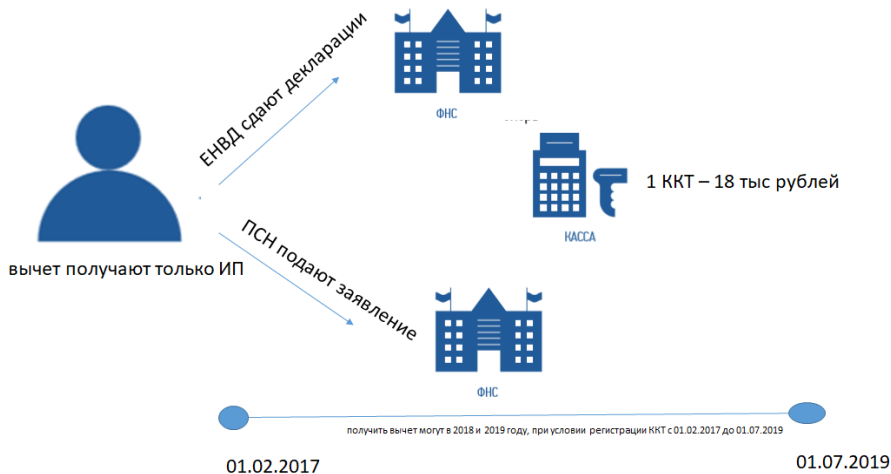 ЕНВД сдают декларации
ФНС
1 ККТ – 18 тыс рублей
КАССА
вычет получают только ИП
ПСН подают заявление
ФНС
получить вычет могут в 2018 и 2019 году, при условии регистрации ККТ с 01.02.2017 до 01.07.2019
01.02.2017
01.07.2019